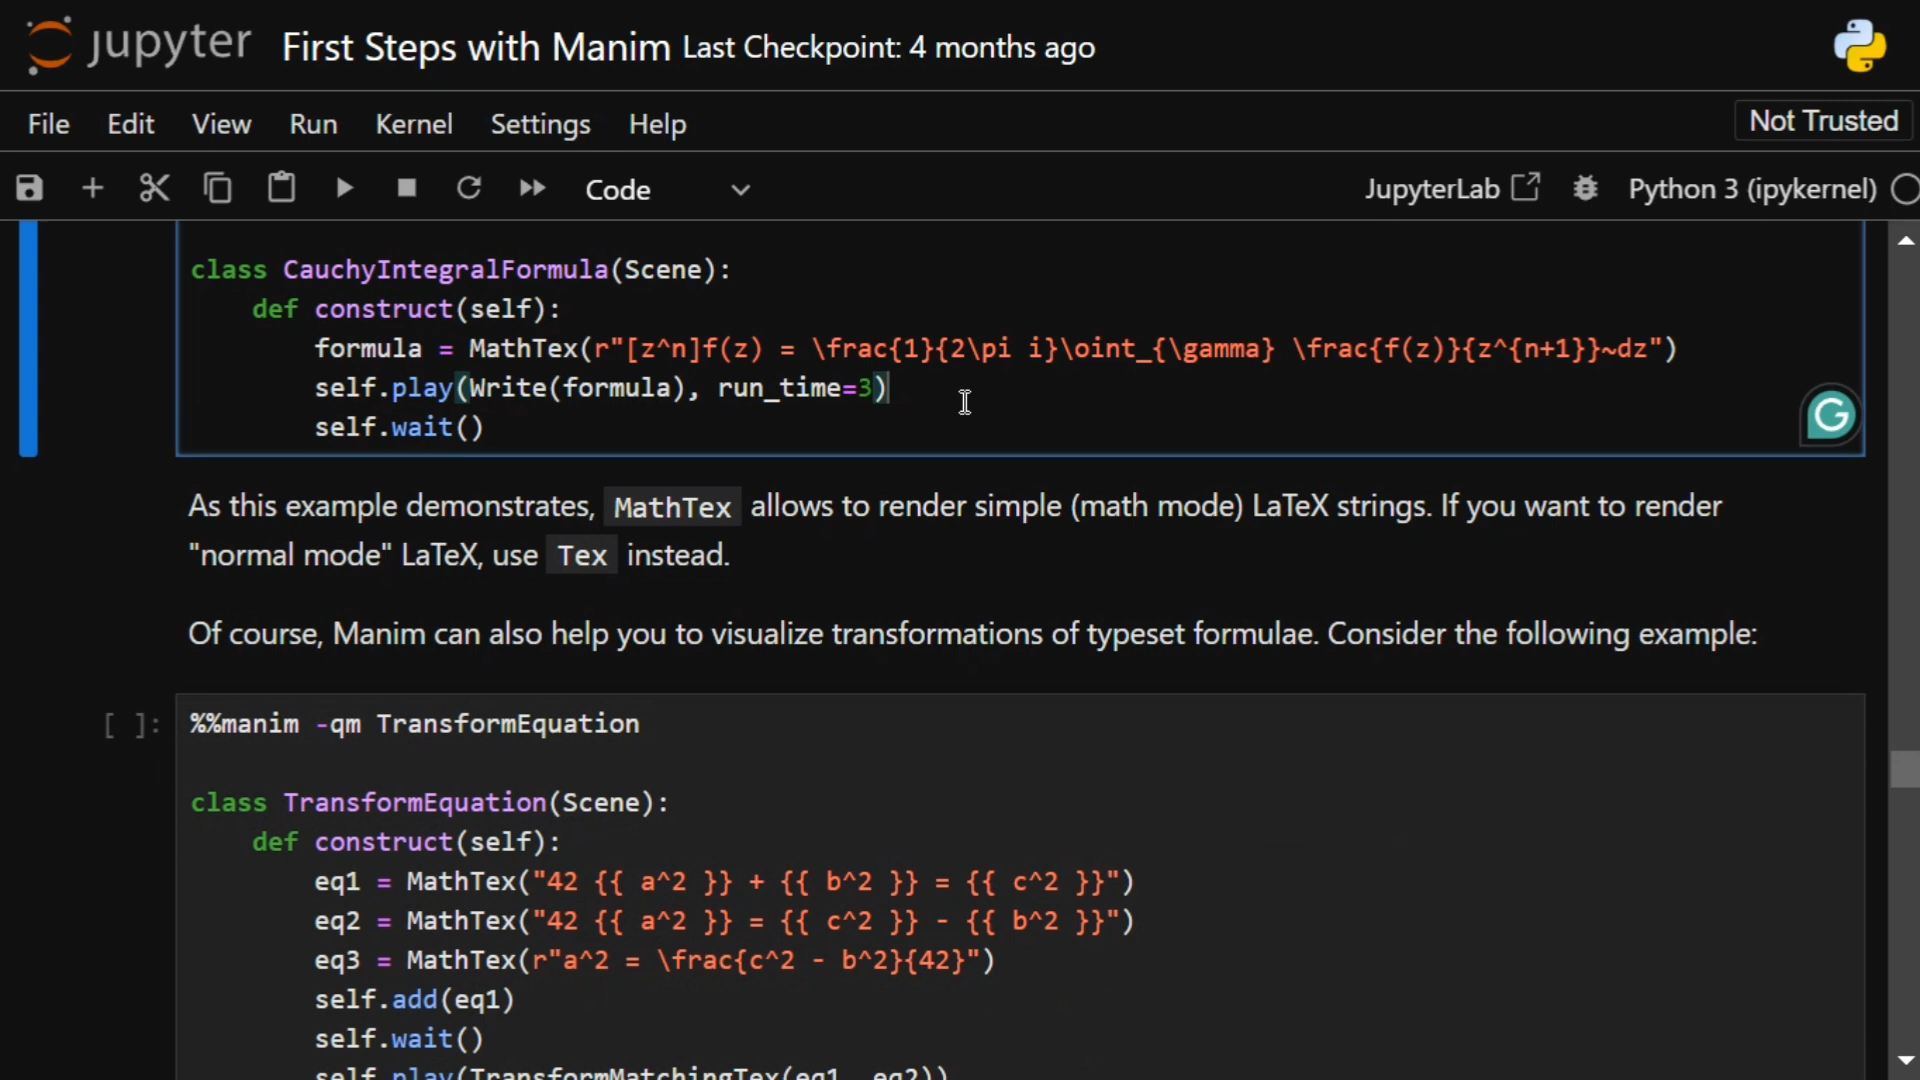 jupyter First Steps with Manim Last Checkpoint: 4 months ago
File Edit View Run Kernel Settings Help Not Trusted
Code JupyterLab Python 3 (ipykernel)
class CauchyIntegralFormula(Scene):
    def construct(self):
        formula = MathTex(r"[z^n]f(z) = \frac{1}{2\pi i}\oint_{\gamma} \frac{f(z)}{z^{n+1}}~dz")
        self.play(Write(formula), run_time=3)
        self.wait()
As this example demonstrates, MathTex allows to render simple (math mode) LaTeX strings. If you want to render
"normal mode" LaTeX, use Tex instead.
Of course, Manim can also help you to visualize transformations of typeset formulae. Consider the following example:
[ ]: %%manim -qm TransformEquation
class TransformEquation(Scene):
    def construct(self):
        eq1 = MathTex("42 {{ a^2 }} + {{ b^2 }} = {{ c^2 }}")
        eq2 = MathTex("42 {{ a^2 }} = {{ c^2 }} - {{ b^2 }}")
        eq3 = MathTex(r"a^2 = \frac{c^2 - b^2}{42}")
        self.add(eq1)
        self.wait()
        self.play(TransformMatchingTex(eq1, eq2))